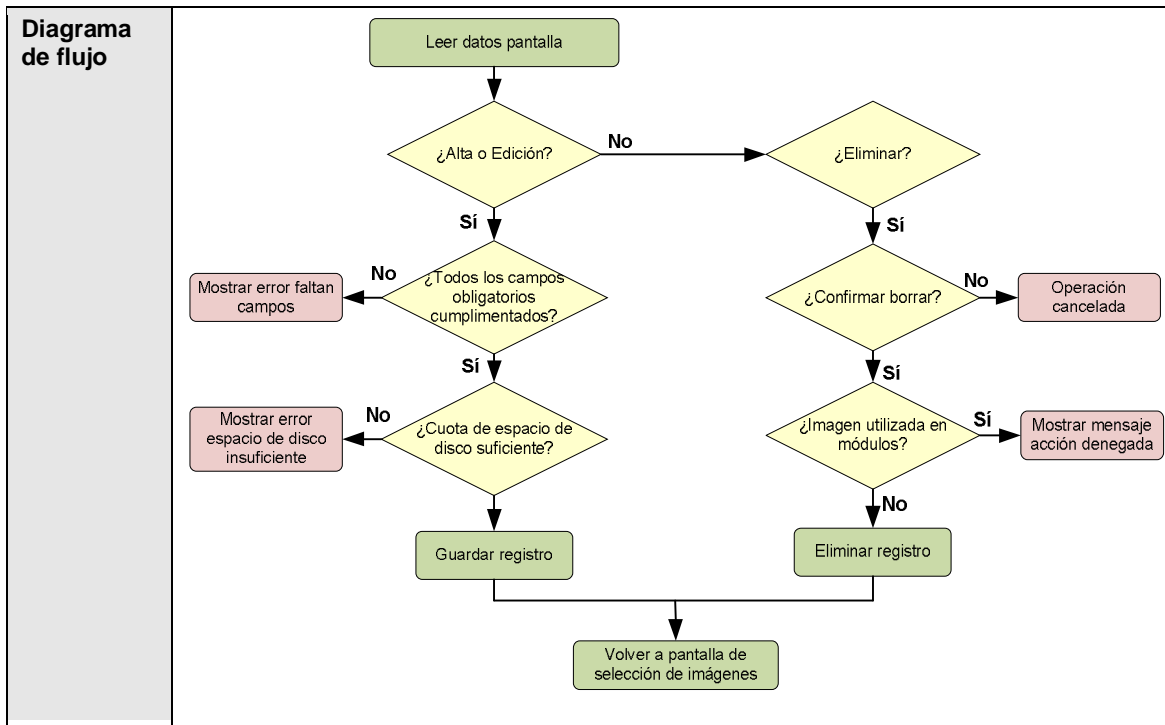 Diagrama
de flujo
Leer datos pantalla
¿Alta o Edición?
No
¿Eliminar?
Sí
Sí
¿Todos los campos
obligatorios
cumplimentados?
No
Mostrar error faltan
campos
¿Confirmar borrar?
No
Operación
cancelada
Sí
Sí
¿Cuota de espacio de
disco suficiente?
No
Mostrar error
espacio de disco
insuficiente
¿Imagen utilizada en
módulos?
Sí
Mostrar mensaje
acción denegada
No
Guardar registro
Eliminar registro
Volver a pantalla de
selección de imágenes